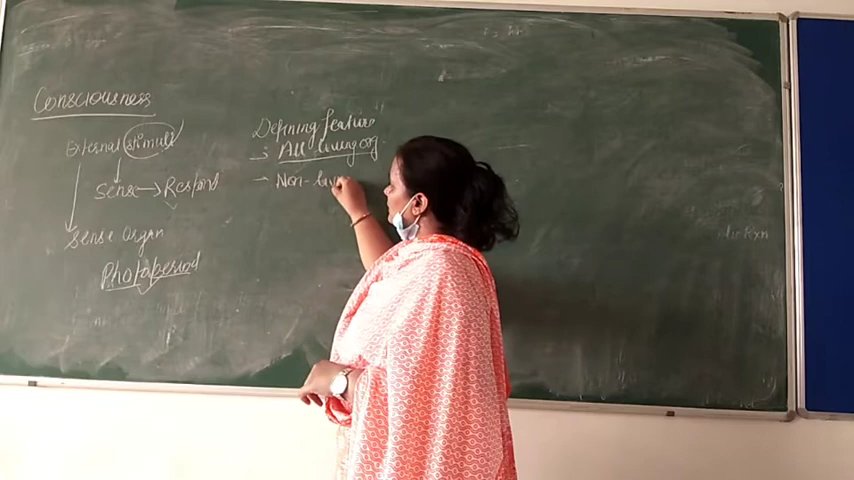 Consciousness
External stimuli
Sense → Respond
Sense Organ
Photoperiod
Defining feature
∴ All living org
– Non-liv